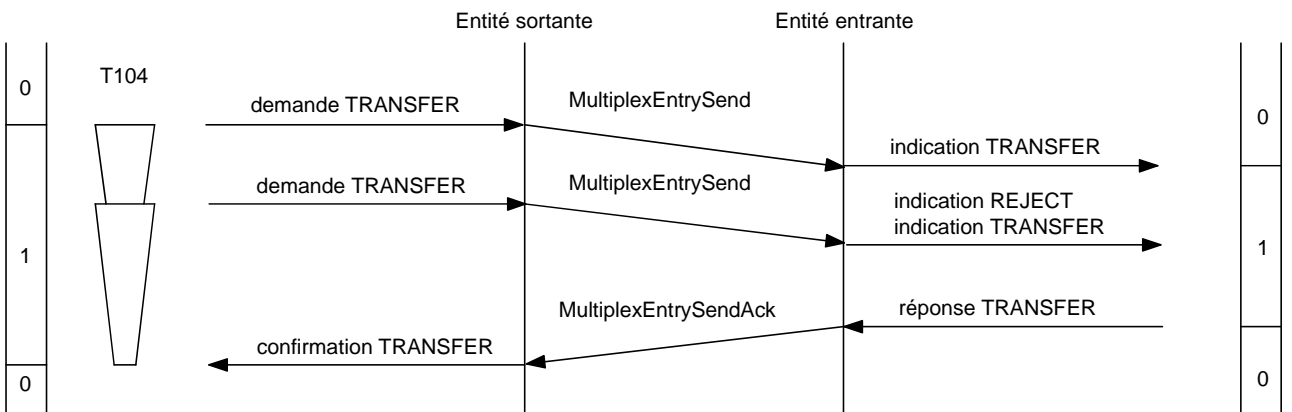 Entité sortante
Entité entrante
T104
0
demande TRANSFER
MultiplexEntrySend
0
indication TRANSFER
demande TRANSFER
MultiplexEntrySend
indication REJECT
indication TRANSFER
1
1
MultiplexEntrySendAck
réponse TRANSFER
confirmation TRANSFER
0
0